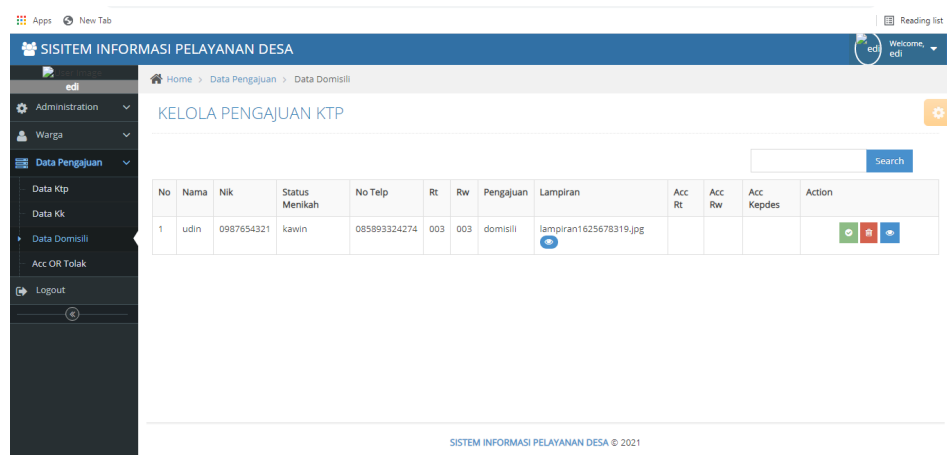 Apps New Tab Reading list
SISITEM INFORMASI PELAYANAN DESA
edi Welcome,
edi
edi
Home > Data Pengajuan > Data Domisili
Administration
Warga
Data Pengajuan
Data Ktp
Data Kk
Data Domisili
Acc OR Tolak
Logout
KELOLA PENGAJUAN KTP
Search
No Nama Nik Status Menikah No Telp Rt Rw Pengajuan Lampiran Acc Rt Acc Rw Acc Kepdes Action
1 udin 0987654321 kawin 085893324274 003 003 domisili lampiran1625678319.jpg
SISTEM INFORMASI PELAYANAN DESA © 2021